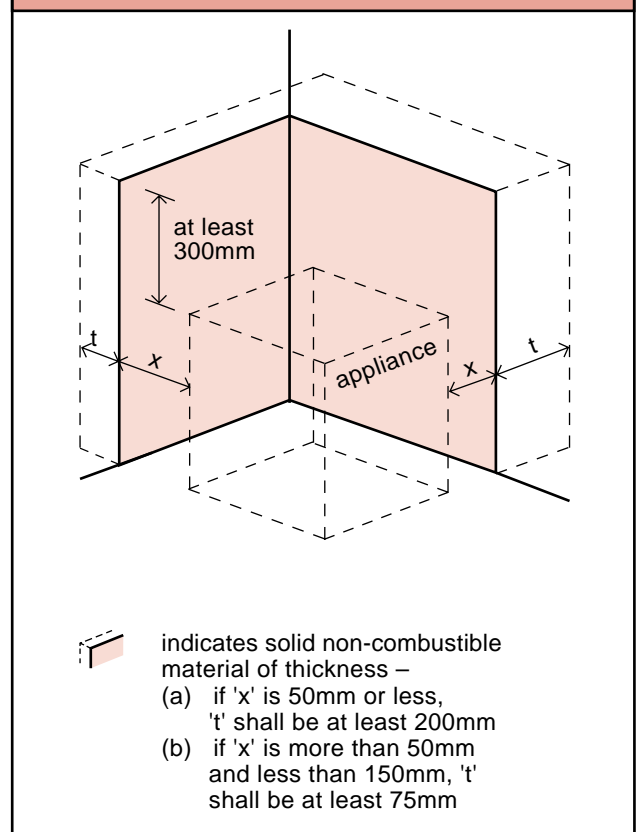 at least
300mm
t
x
appliance
x
t
indicates solid non-combustible
material of thickness –
(a) if 'x' is 50mm or less,
't' shall be at least 200mm
(b) if 'x' is more than 50mm
and less than 150mm, 't'
shall be at least 75mm